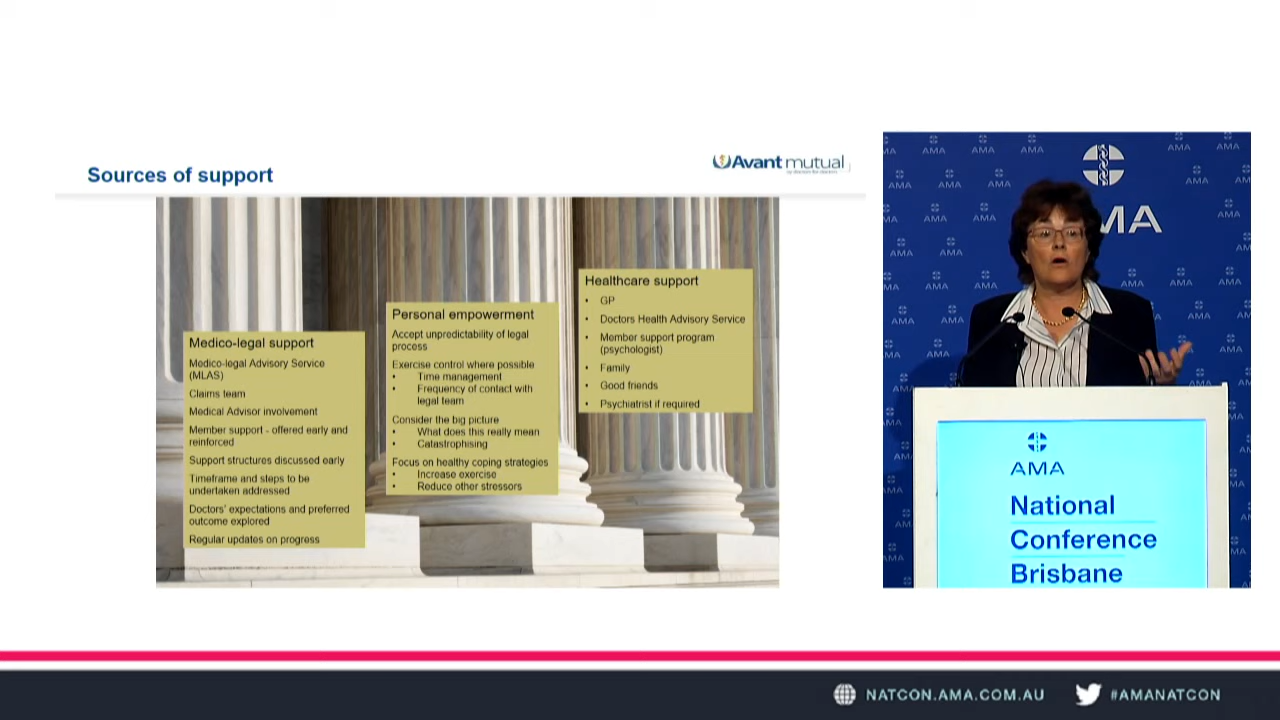 Sources of support
Avant mutual
by doctors for doctors
Medico-legal support
Medico-legal Advisory Service
(MLAS)
Claims team
Medical Advisor involvement
Member support - offered early and
reinforced
Support structures discussed early
Timeframe and steps to be
undertaken addressed
Doctors' expectations and preferred
outcome explored
Regular updates on progress
Personal empowerment
Accept unpredictability of legal
process
Exercise control where possible
• Time management
• Frequency of contact with
legal team
Consider the big picture
• What does this really mean
• Catastrophising
Focus on healthy coping strategies
• Increase exercise
• Reduce other stressors
Healthcare support
• GP
• Doctors Health Advisory Service
• Member support program
(psychologist)
• Family
• Good friends
• Psychiatrist if required
AMA
AMA
National
Conference
Brisbane
NATCON.AMA.COM.AU
#AMANATCON